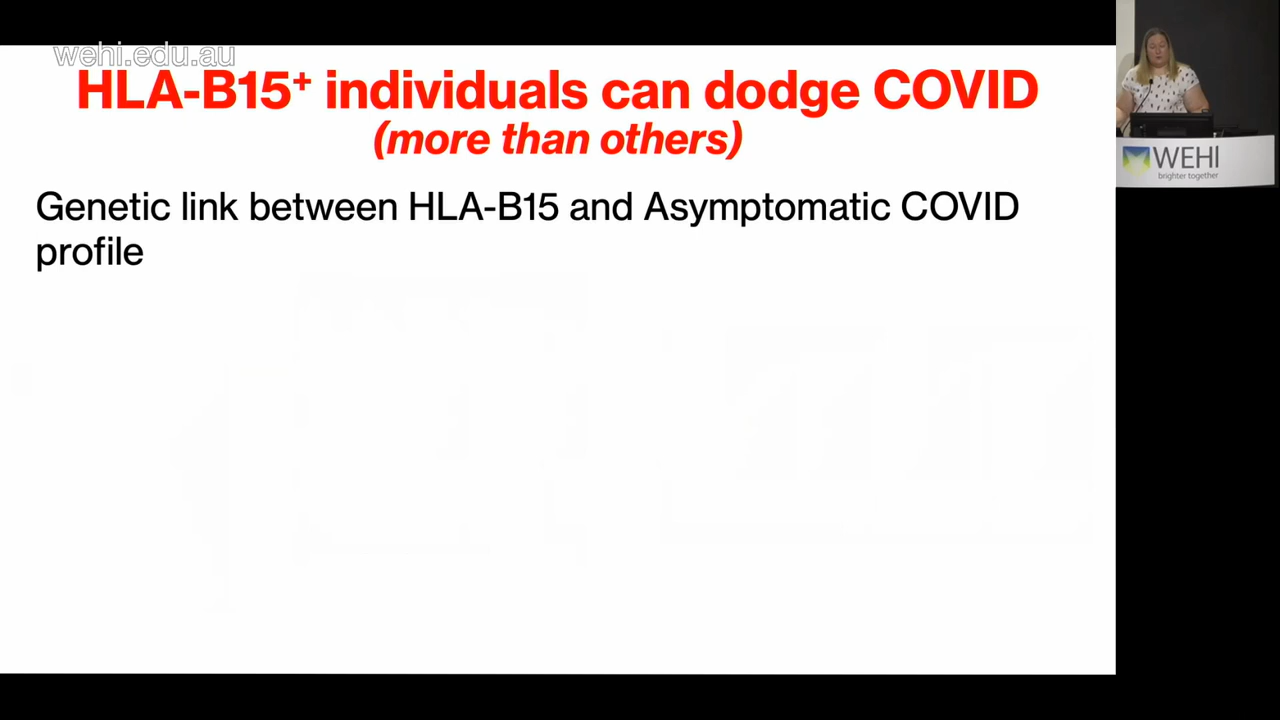 wehi.edu.au
HLA-B15⁺ individuals can dodge COVID
(more than others)
Genetic link between HLA-B15 and Asymptomatic COVID
profile
WEHI
brighter together